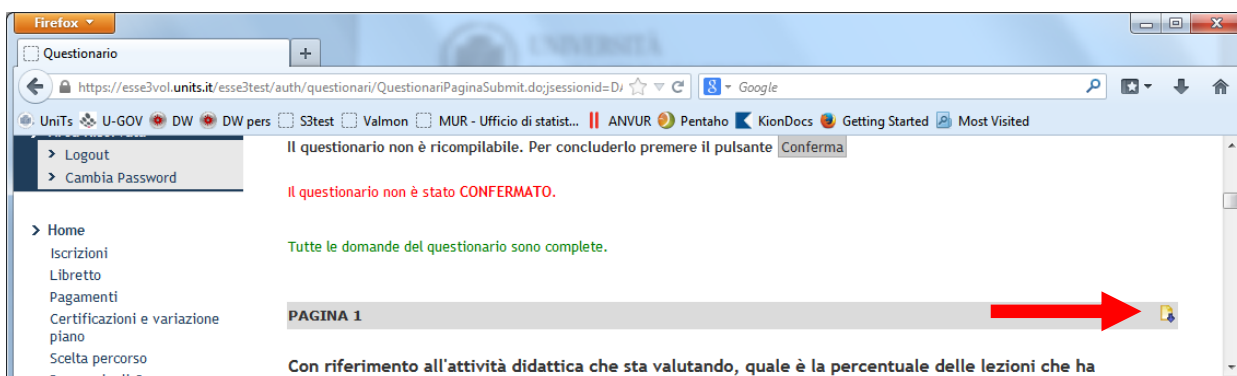 Firefox
UNIVERSITÀ
Questionario
+
https://esse3vol.units.it/esse3test/auth/questionari/QuestionariPaginaSubmit.do;jsessionid=D
8 Google
UniTs U-GOV DW DW pers S3test Valmon MUR - Ufficio di statist... ANVUR Pentaho KionDocs Getting Started Most Visited
> Logout
> Cambia Password
Il questionario non è ricompilabile. Per concluderlo premere il pulsante Conferma
Il questionario non è stato CONFERMATO.
> Home
Iscrizioni
Libretto
Pagamenti
Certificazioni e variazione
piano
Scelta percorso
Tutte le domande del questionario sono complete.
PAGINA 1
Con riferimento all'attività didattica che sta valutando, quale è la percentuale delle lezioni che ha